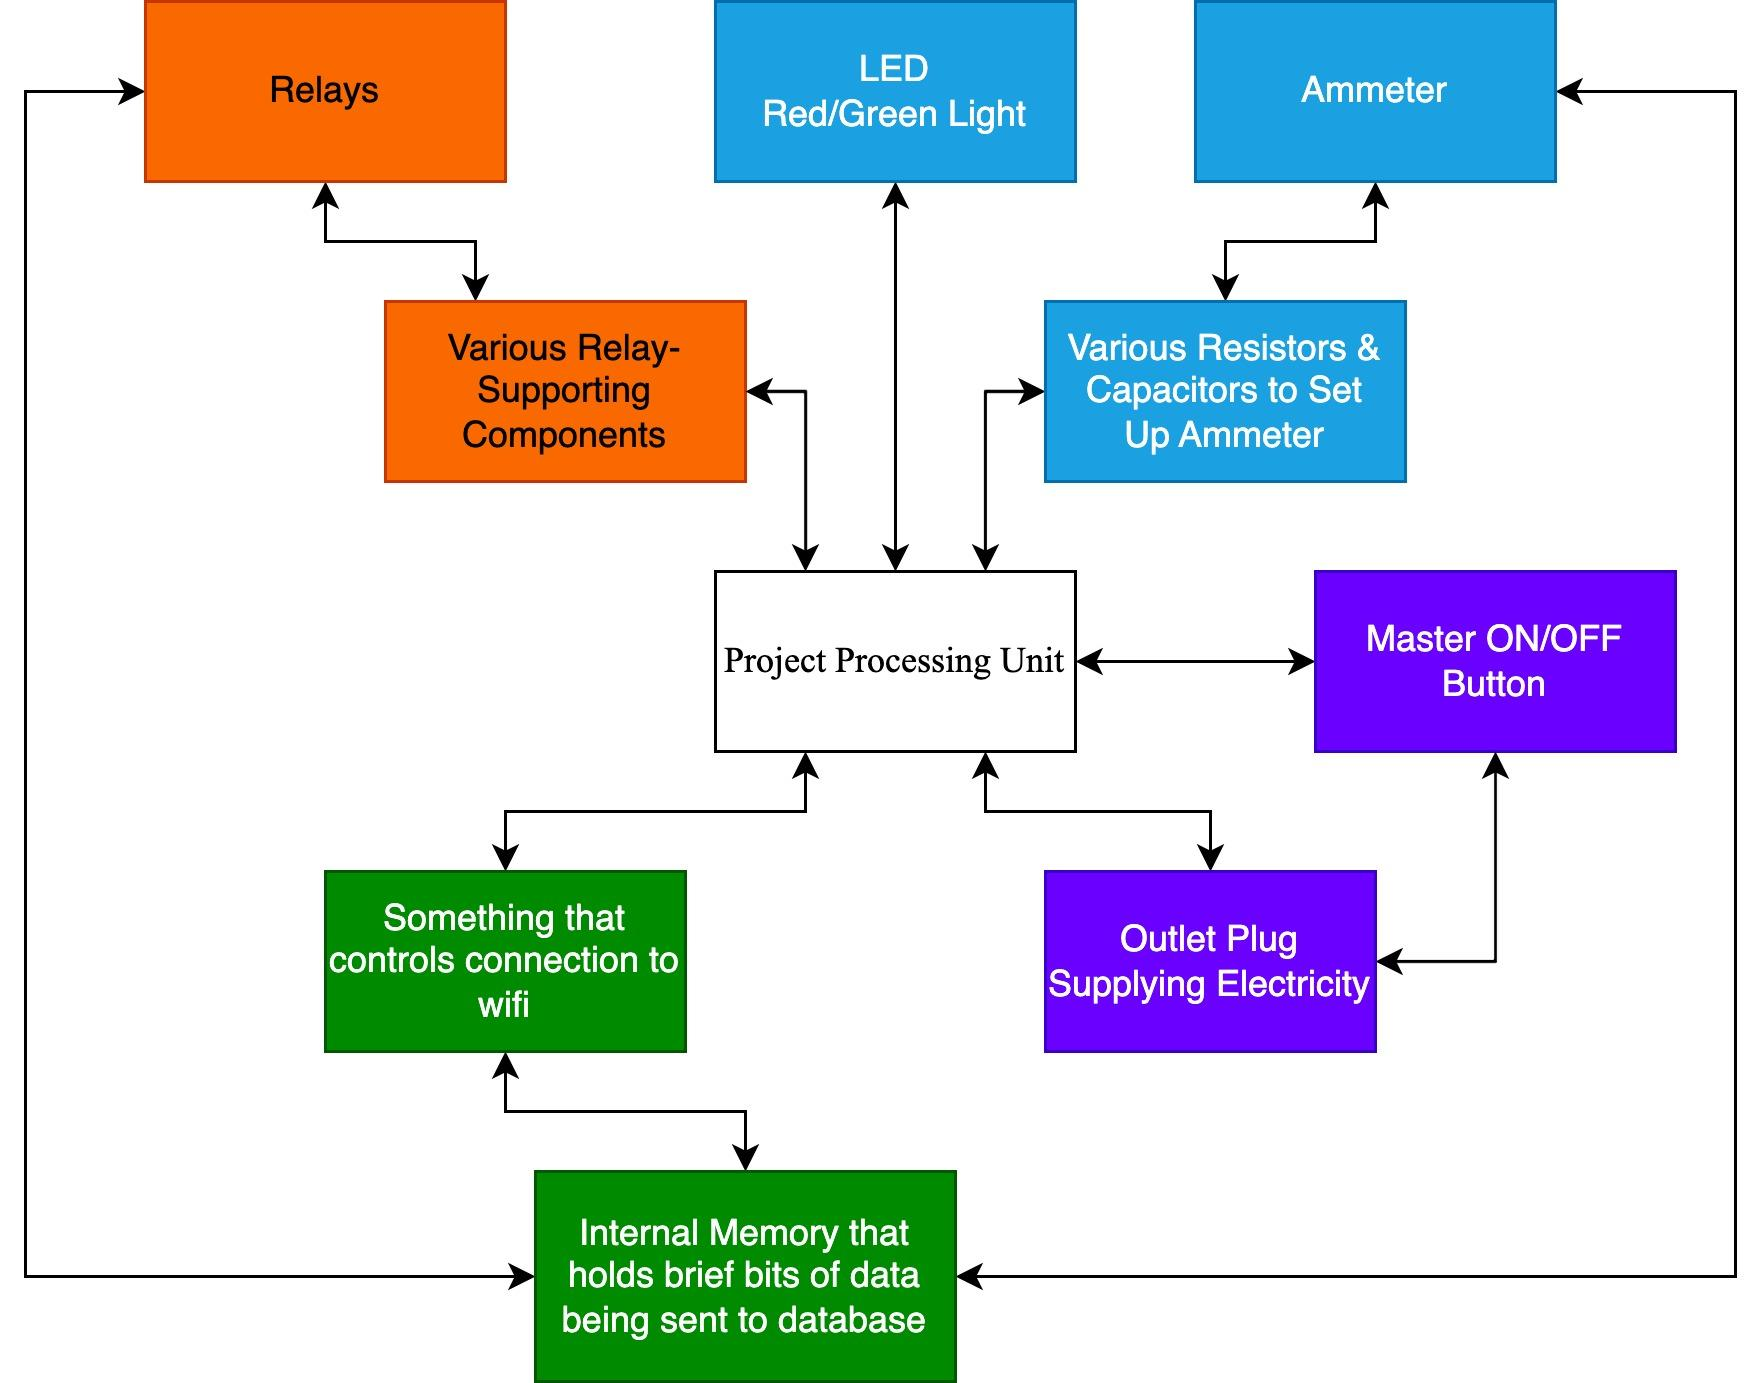 Relays
LED
Red/Green Light
Ammeter
Various Relay-
Supporting
Components
Various Resistors &
Capacitors to Set
Up Ammeter
Project Processing Unit
Master ON/OFF
Button
Something that
controls connection to
wifi
Outlet Plug
Supplying Electricity
Internal Memory that
holds brief bits of data
being sent to database